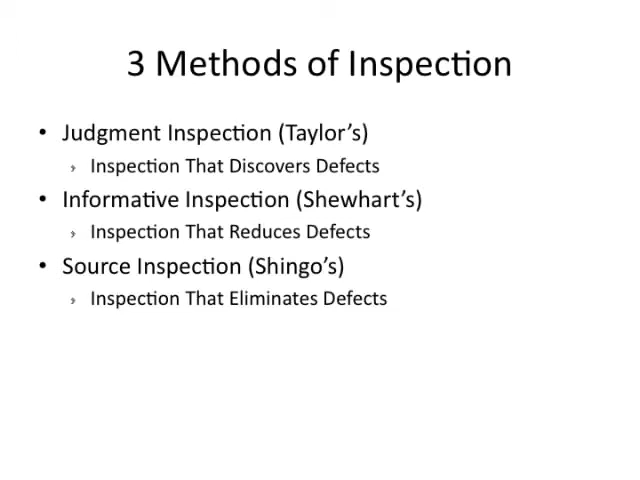 3 Methods of Inspection
• Judgment Inspection (Taylor’s)
Inspection That Discovers Defects
• Informative Inspection (Shewhart’s)
Inspection That Reduces Defects
• Source Inspection (Shingo’s)
Inspection That Eliminates Defects